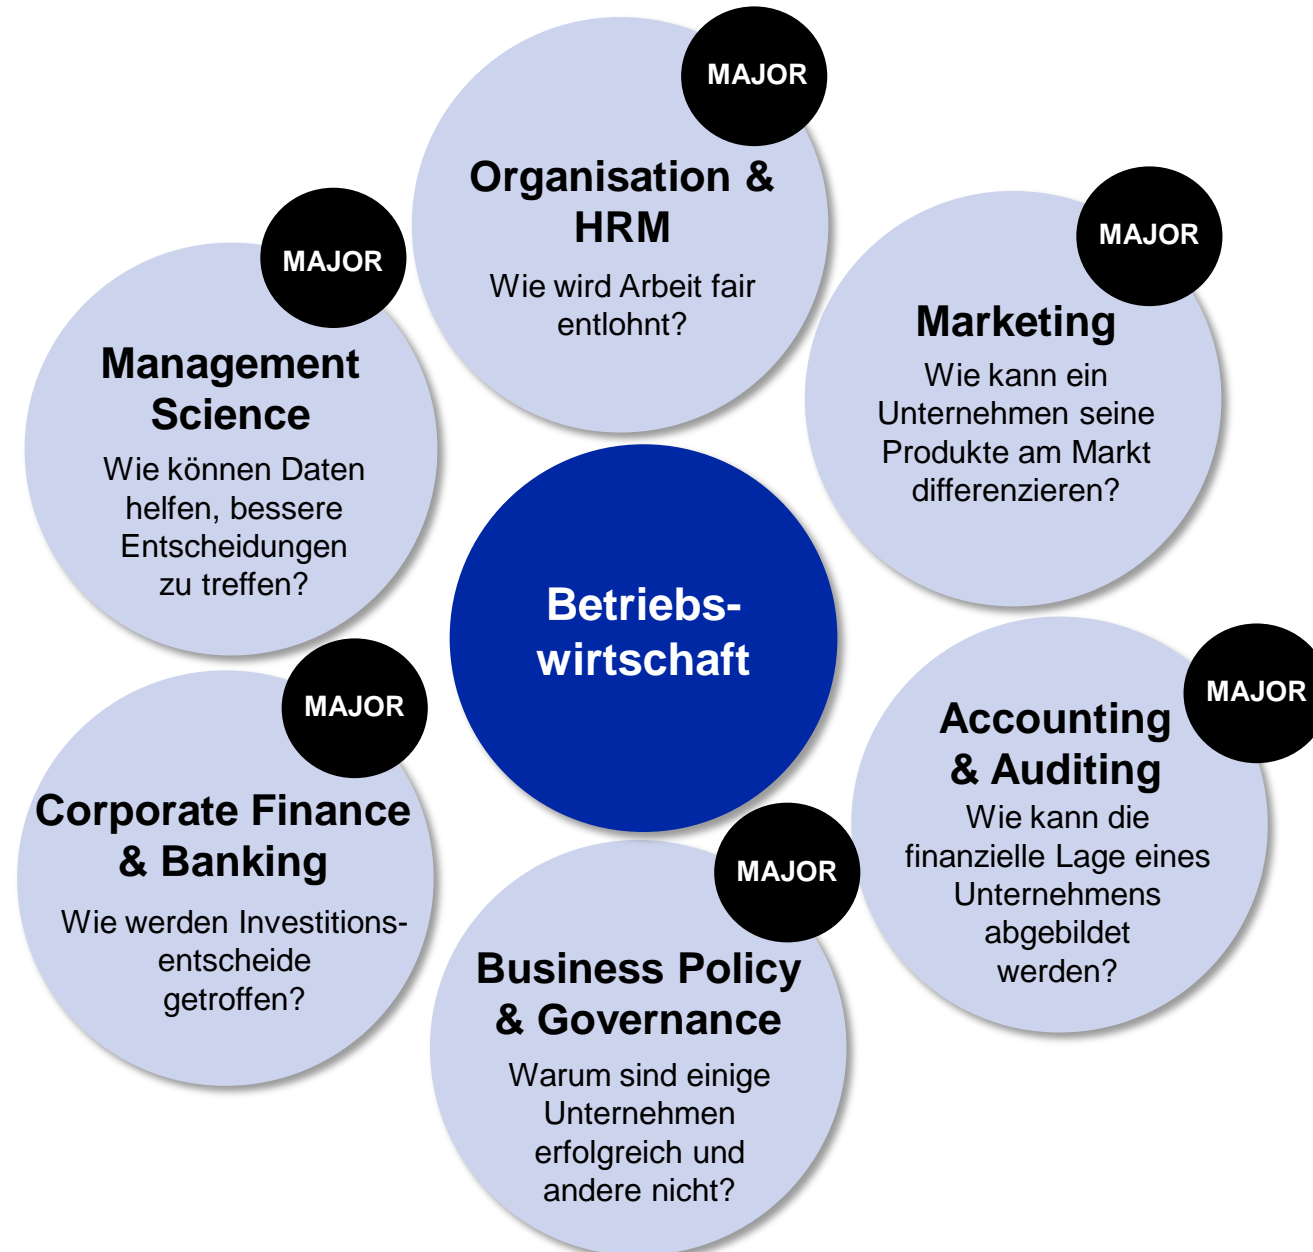 MAJOR
Organisation &
HRM
Wie wird Arbeit fair
entlohnt?
MAJOR
Marketing
Wie kann ein
Unternehmen seine
Produkte am Markt
differenzieren?
MAJOR
Management
Science
Wie können Daten
helfen, bessere
Entscheidungen
zu treffen?
Betriebs-
wirtschaft
MAJOR
Accounting
& Auditing
Wie kann die
finanzielle Lage eines
Unternehmens
abgebildet
werden?
MAJOR
Corporate Finance
& Banking
Wie werden Investitions-
entscheide
getroffen?
MAJOR
Business Policy
& Governance
Warum sind einige
Unternehmen
erfolgreich und
andere nicht?